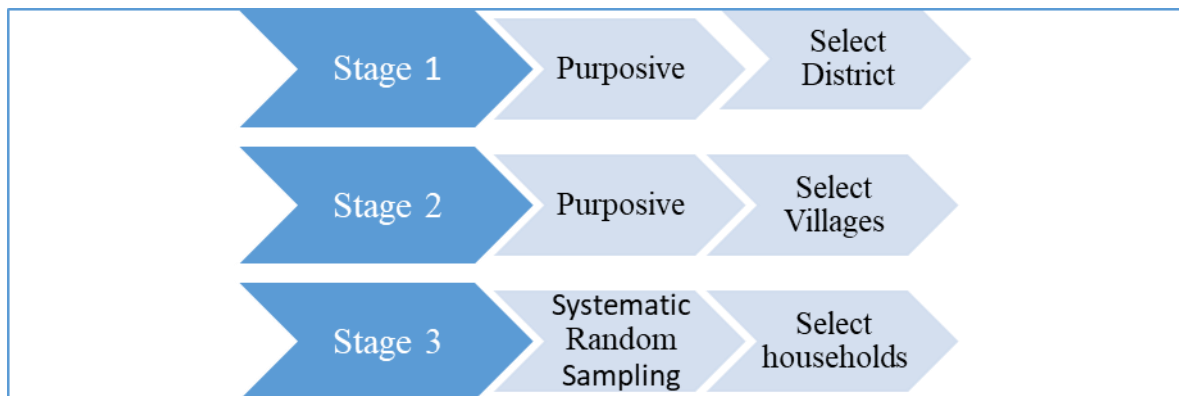 Stage 1
Purposive
Select
District
Stage 2
Purposive
Select
Villages
Stage 3
Systematic
Random
Sampling
Select
households